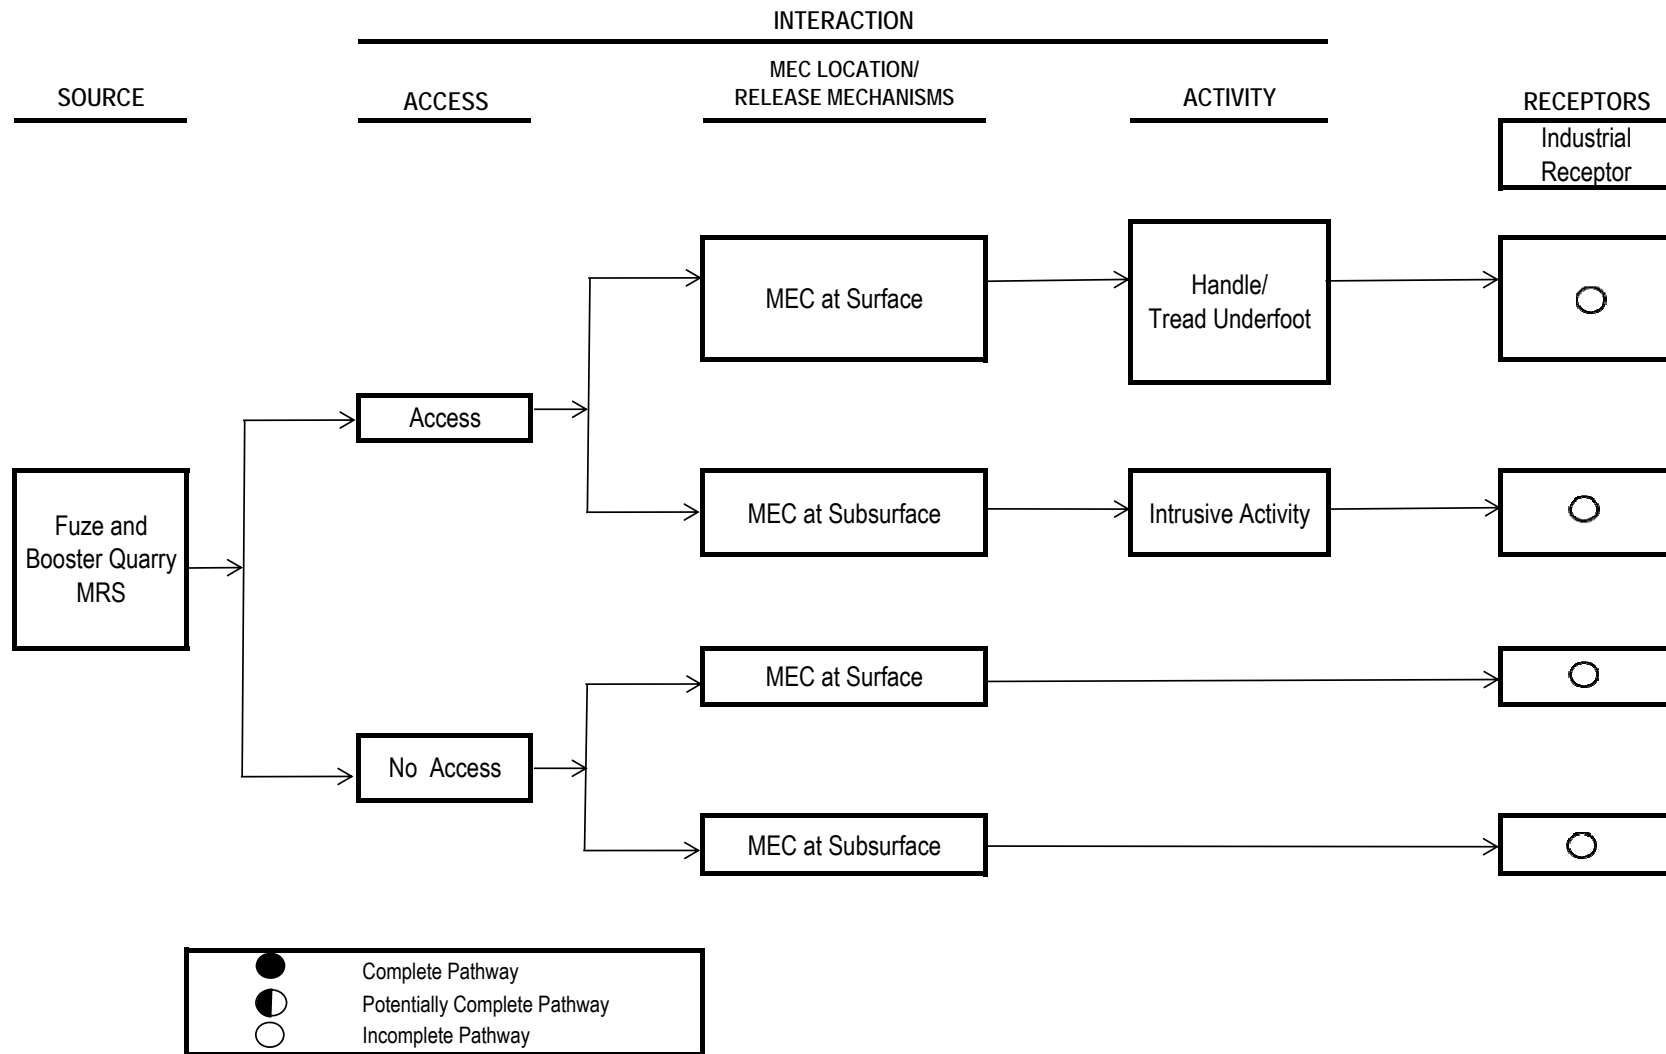 INTERACTION
SOURCE
ACCESS
MEC LOCATION/
RELEASE MECHANISMS
ACTIVITY
RECEPTORS
Industrial
Receptor
MEC at Surface
Handle/
Tread Underfoot
Access
Fuze and
Booster Quarry
MRS
MEC at Subsurface
Intrusive Activity
MEC at Surface
No Access
MEC at Subsurface
Complete Pathway
Potentially Complete Pathway
Incomplete Pathway